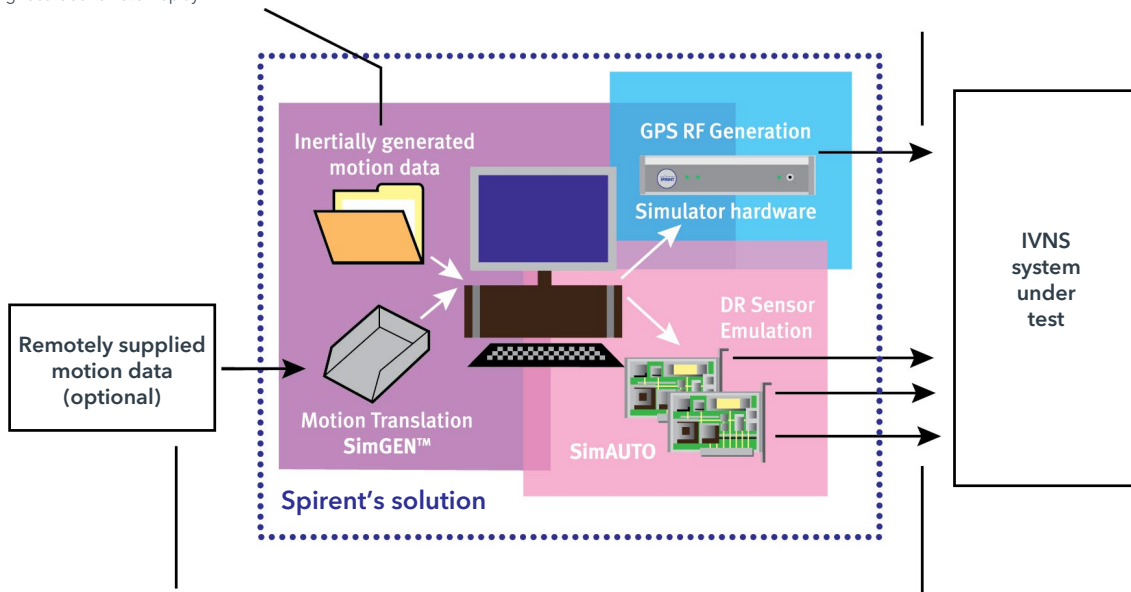 Inertially generated
motion data
GPS RF Generation
SPIRENT
Simulator hardware
DR Sensor
Emulation
IVNS
system
under
test
Remotely supplied
motion data
(optional)
Motion Translation
SimGEN™
SimAUTO
Spirent's solution